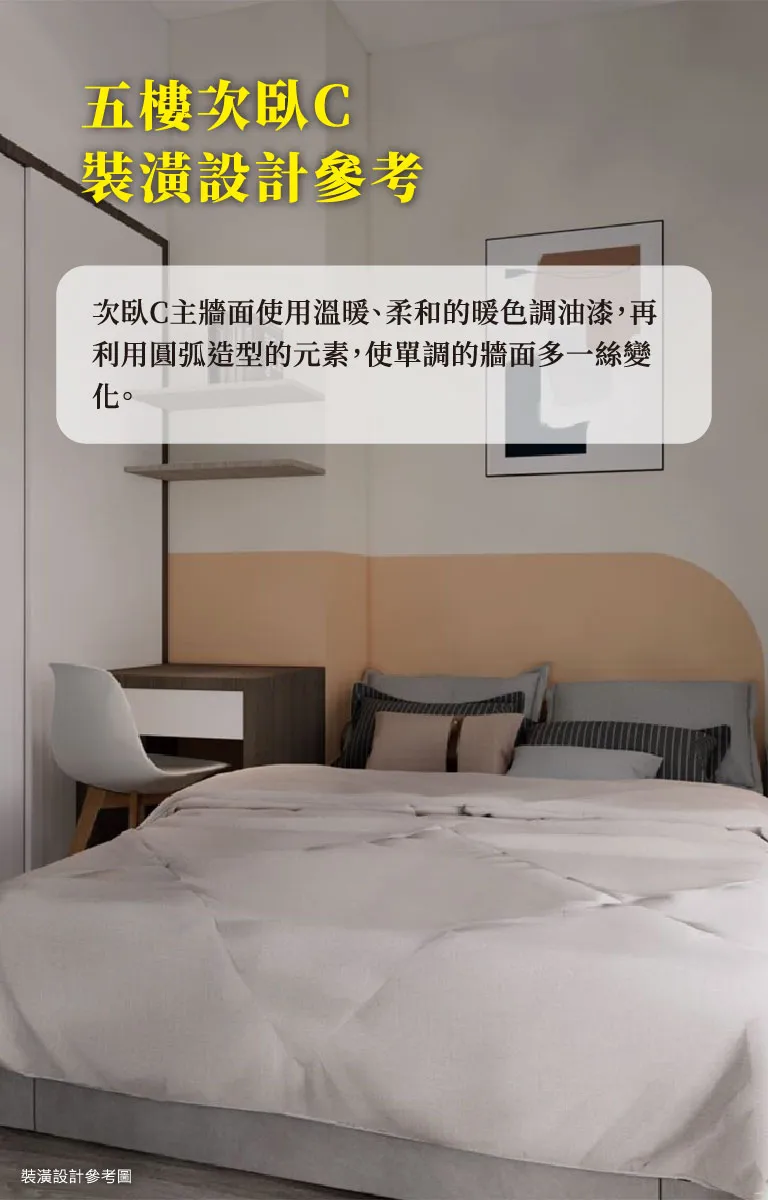 五樓次臥C
裝潢設計參考
次臥C主牆面使用溫暖、柔和的暖色調油漆，再
利用圓弧造型的元素，使單調的牆面多一絲變
化。
裝潢設計參考圖